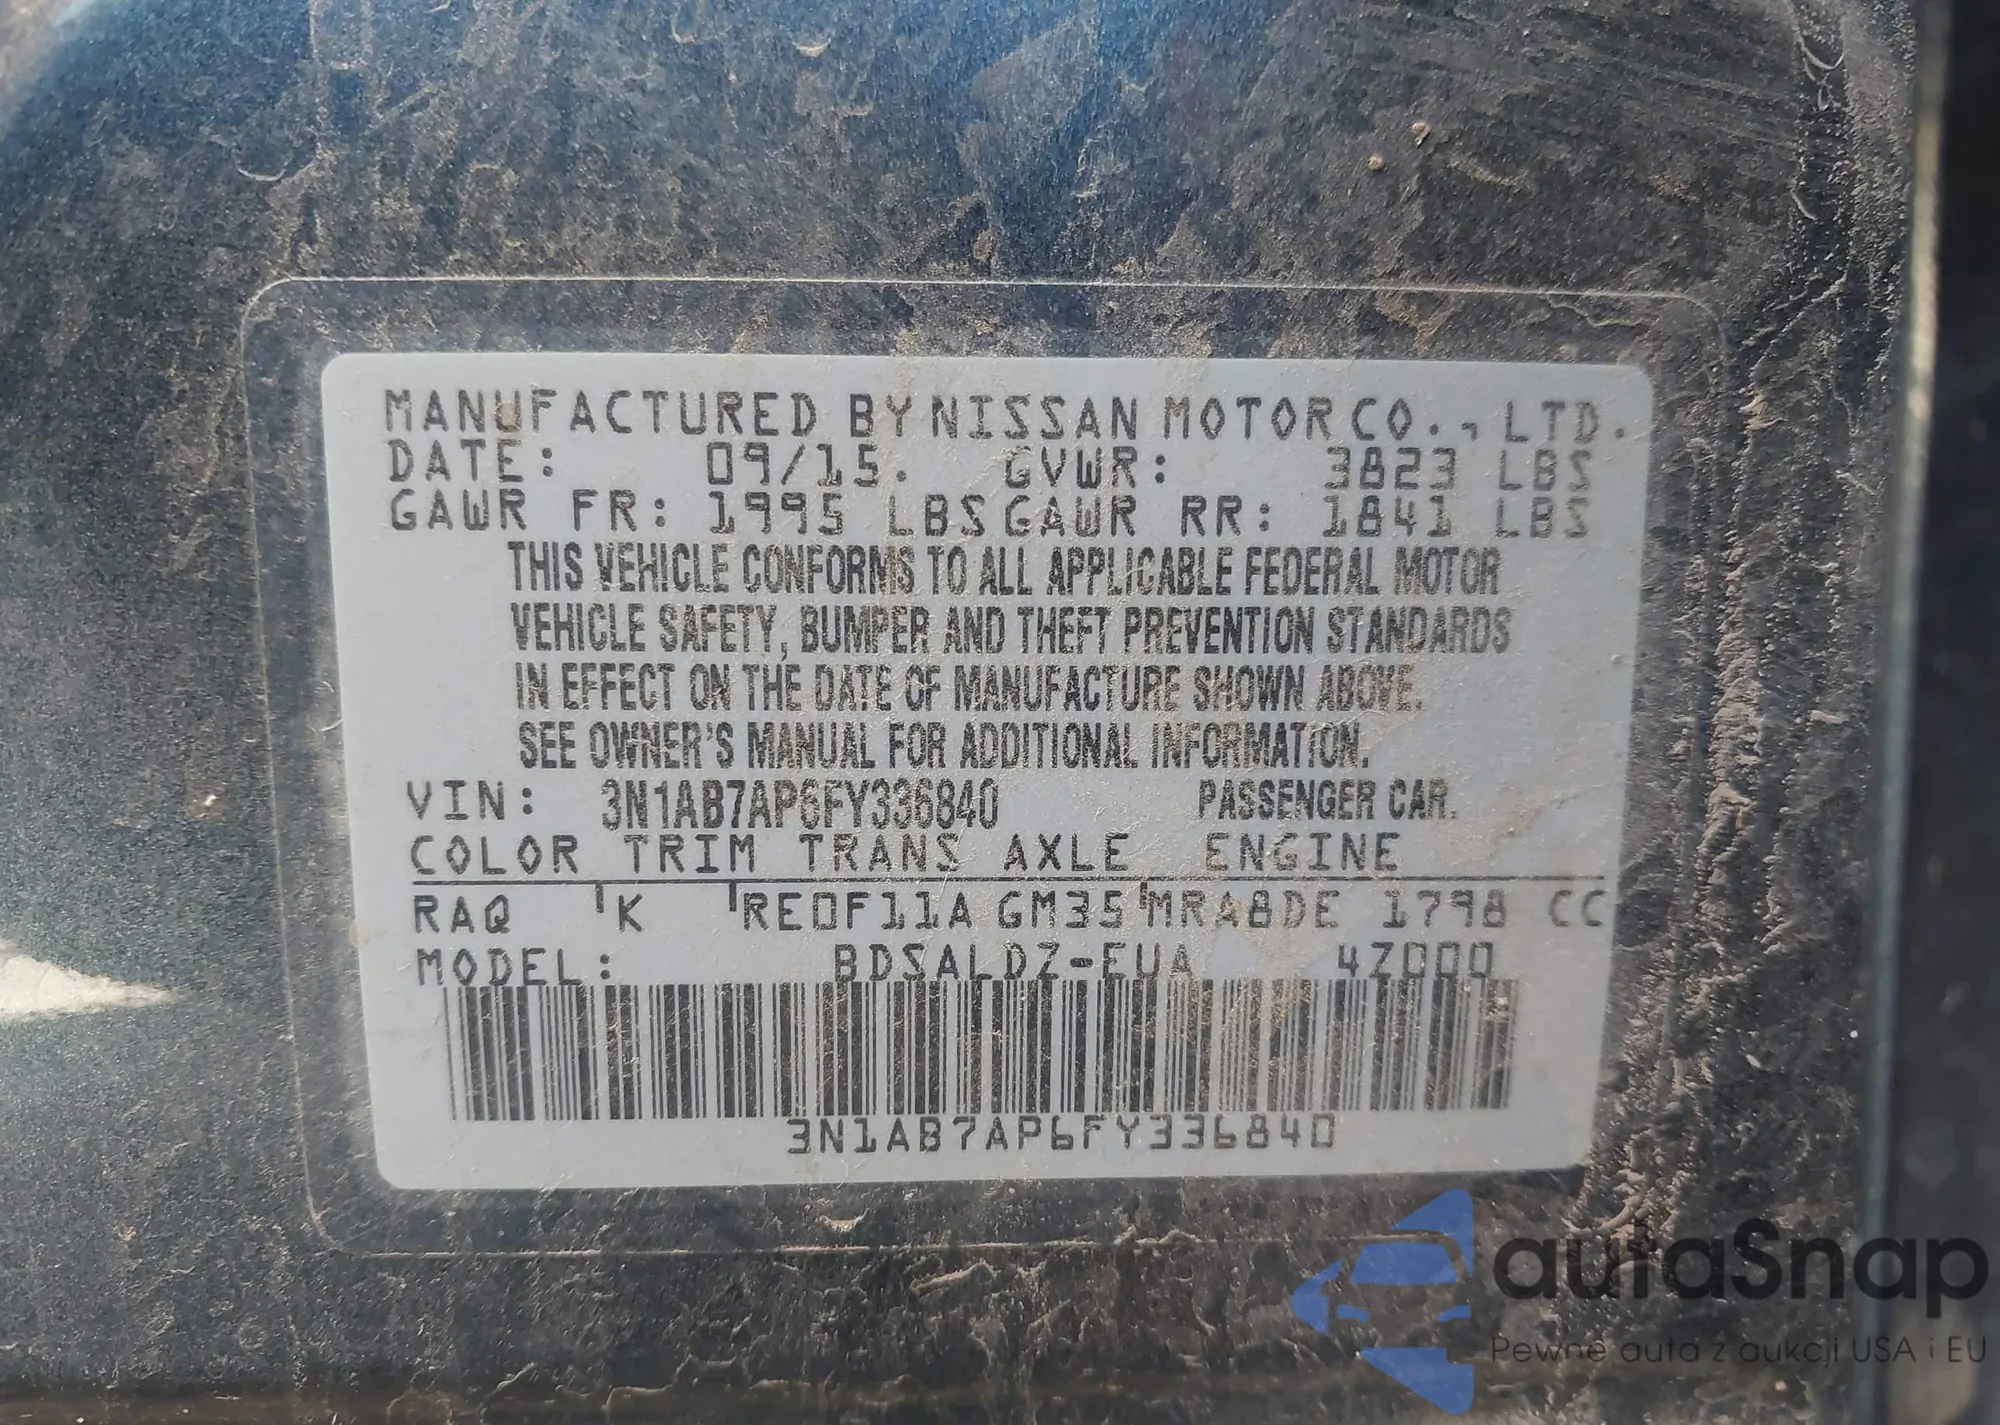 MANUFACTURED BY NISSAN MOTOR CO., LTD.
DATE: 09/15. GVWR: 3823 LBS
GAWR FR: 1995 LBS GAWR RR: 1841 LBS
THIS VEHICLE CONFORMS TO ALL APPLICABLE FEDERAL MOTOR
VEHICLE SAFETY, BUMPER AND THEFT PREVENTION STANDARDS
IN EFFECT ON THE DATE OF MANUFACTURE SHOWN ABOVE.
SEE OWNER'S MANUAL FOR ADDITIONAL INFORMATION.
VIN: 3N1AB7AP6FY336840 PASSENGER CAR.
COLOR TRIM TRANS AXLE ENGINE
RAQ K RE0F11A GM35 MRA8DE 1798 CC
MODEL: BDSALDZ-EUA 4Z000
3N1AB7AP6FY336840
autaSnap
Pewne auta z aukcji USA i EU